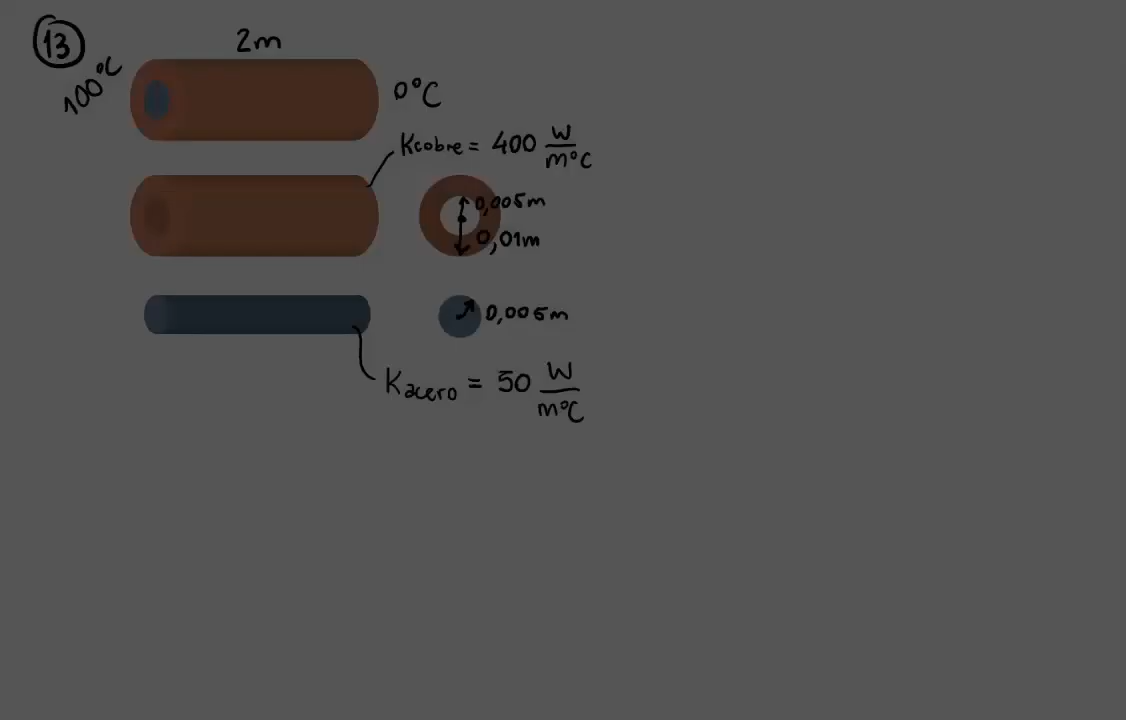 13
2m
100°C
0°C
Kcobre = 400 W/m°C
0,005m
0,01m
0,005m
Kacero = 50 W/m°C